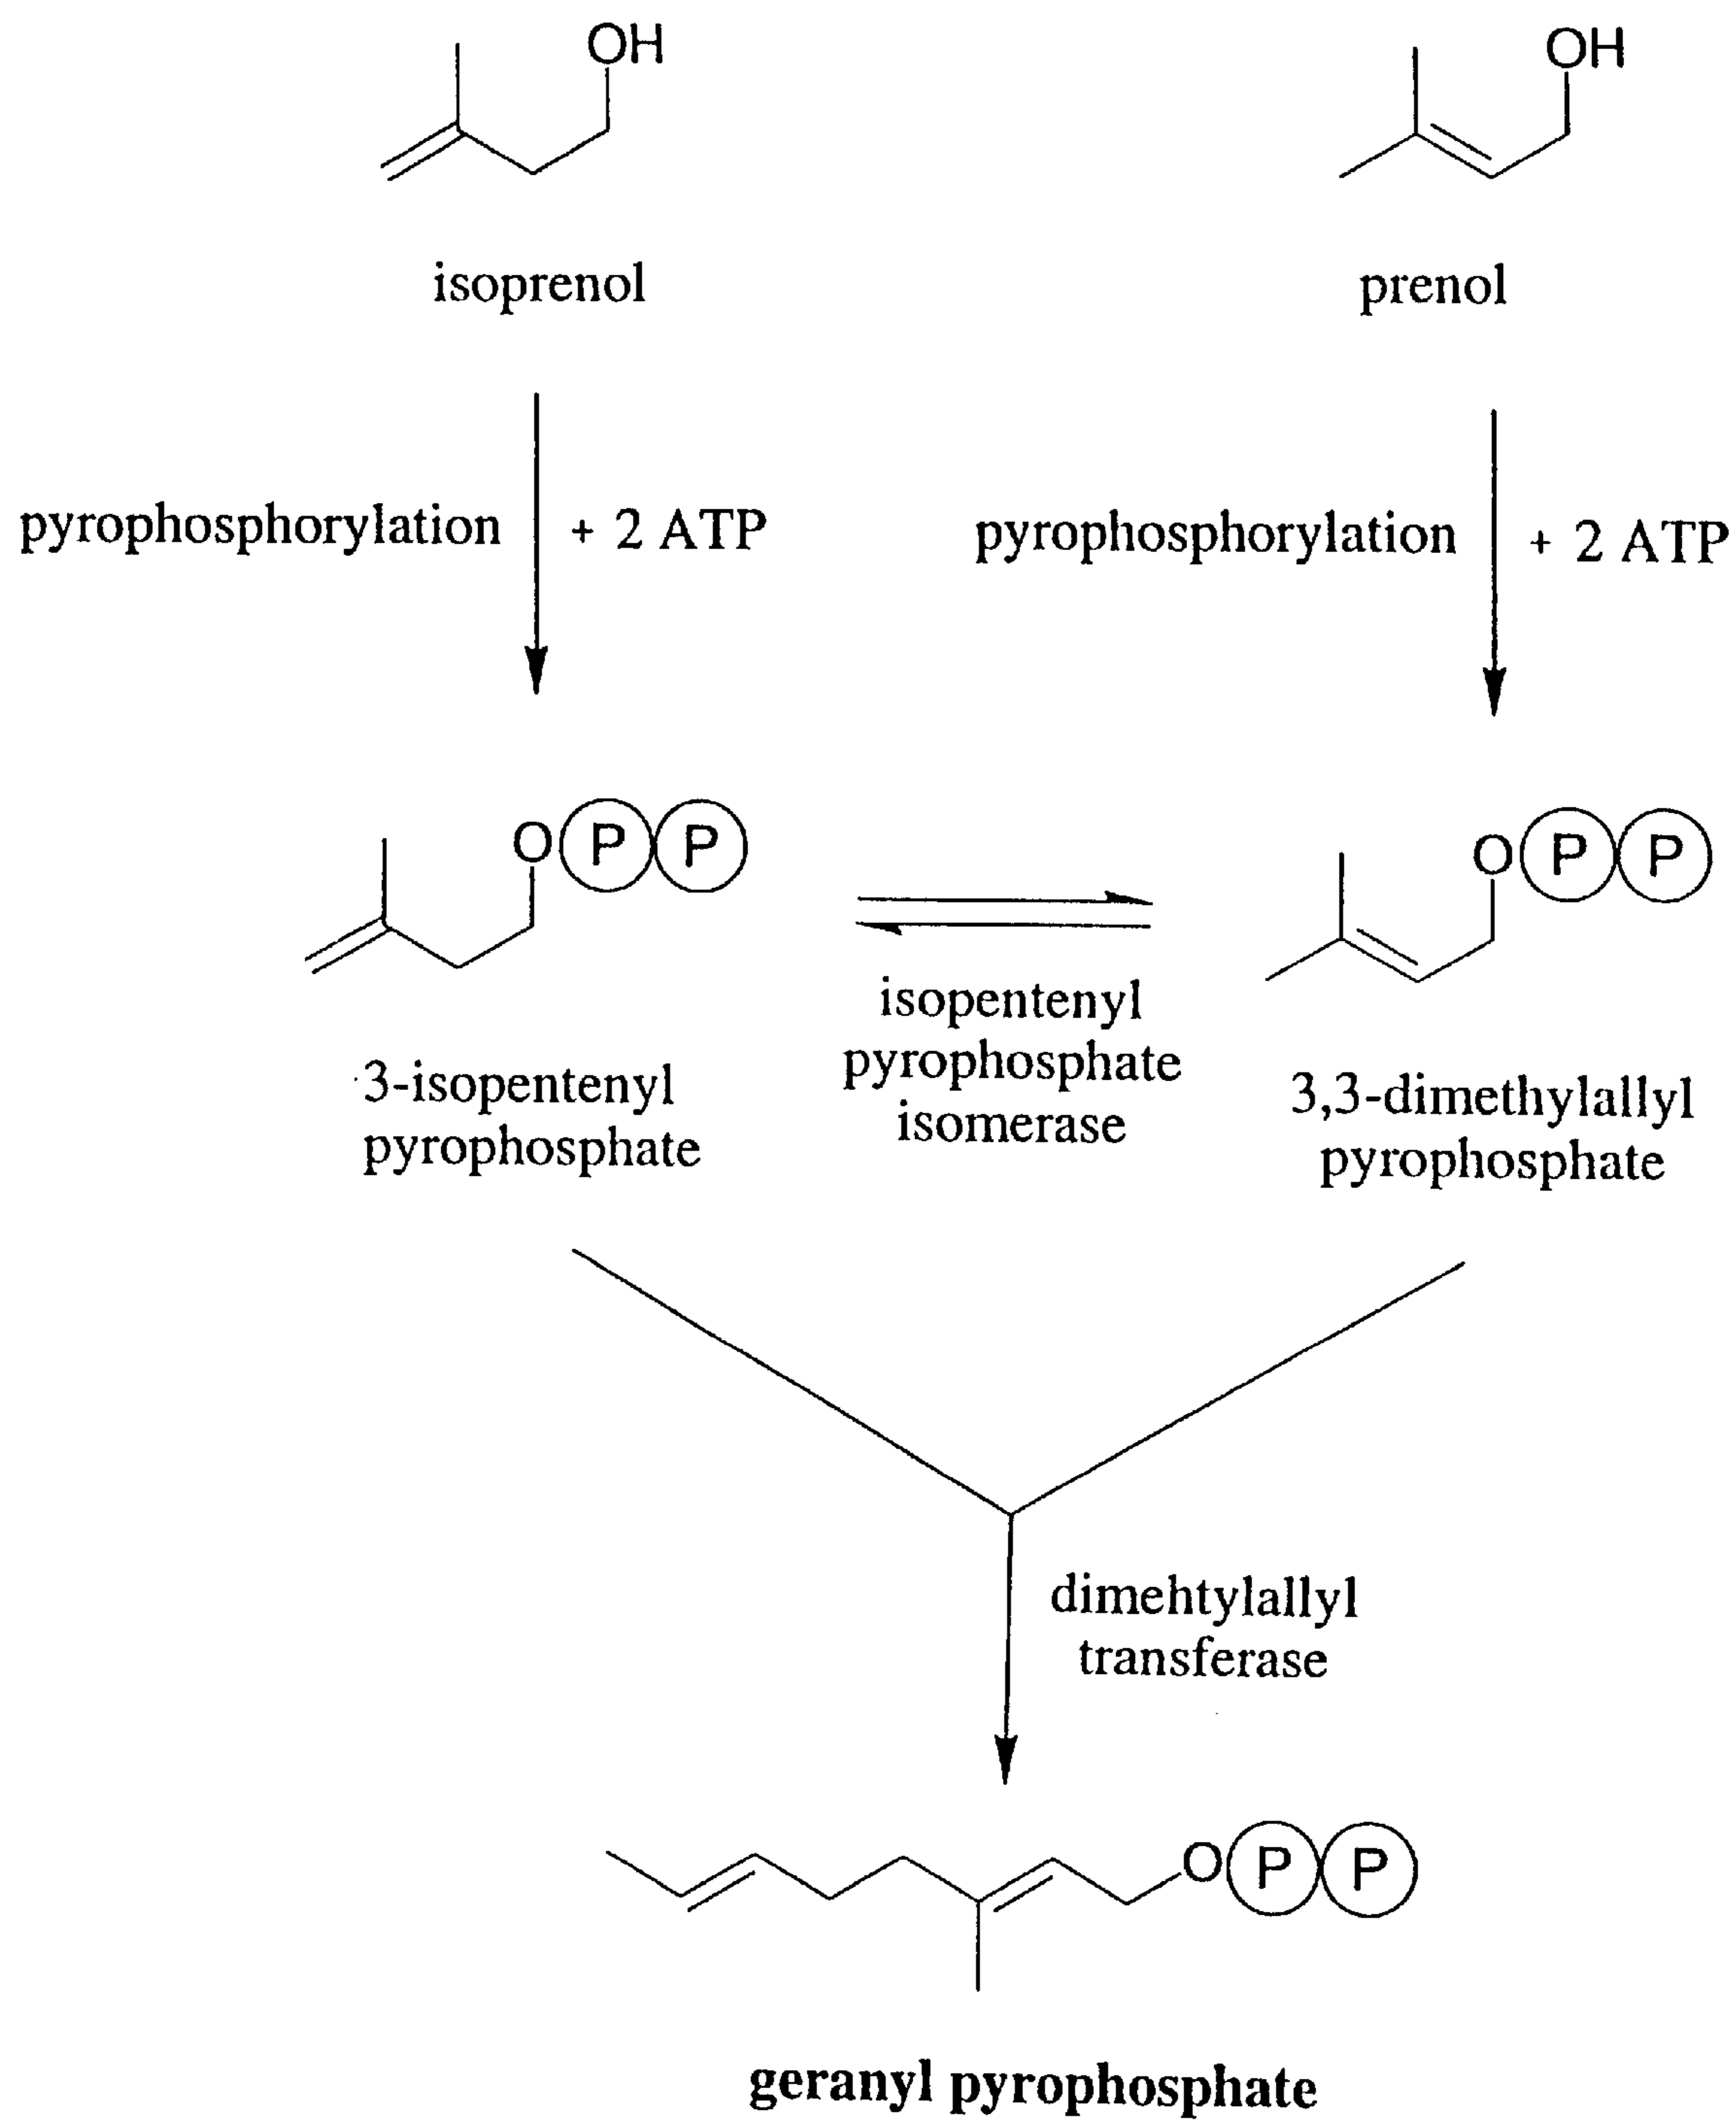 OH
OH
isoprenol
prenol
pyrophosphorylation + 2 ATP
pyrophosphorylation + 2 ATP
O P P
O P P
isopentenyl
pyrophosphate
isomerase
3-isopentenyl
pyrophosphate
3,3-dimethylallyl
pyrophosphate
dimehtylallyl
transferase
O P P
geranyl pyrophosphate